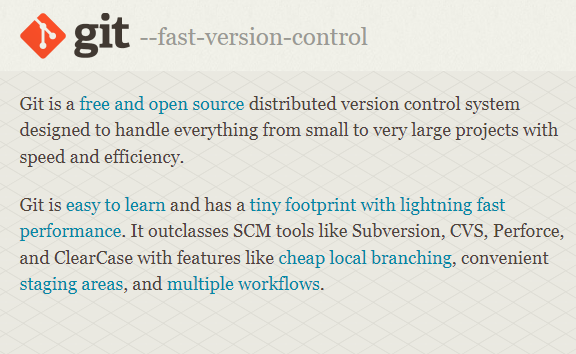 git --fast-version-control
Git is a free and open source distributed version control system
designed to handle everything from small to very large projects with
speed and efficiency.
Git is easy to learn and has a tiny footprint with lightning fast
performance. It outclasses SCM tools like Subversion, CVS, Perforce,
and ClearCase with features like cheap local branching, convenient
staging areas, and multiple workflows.